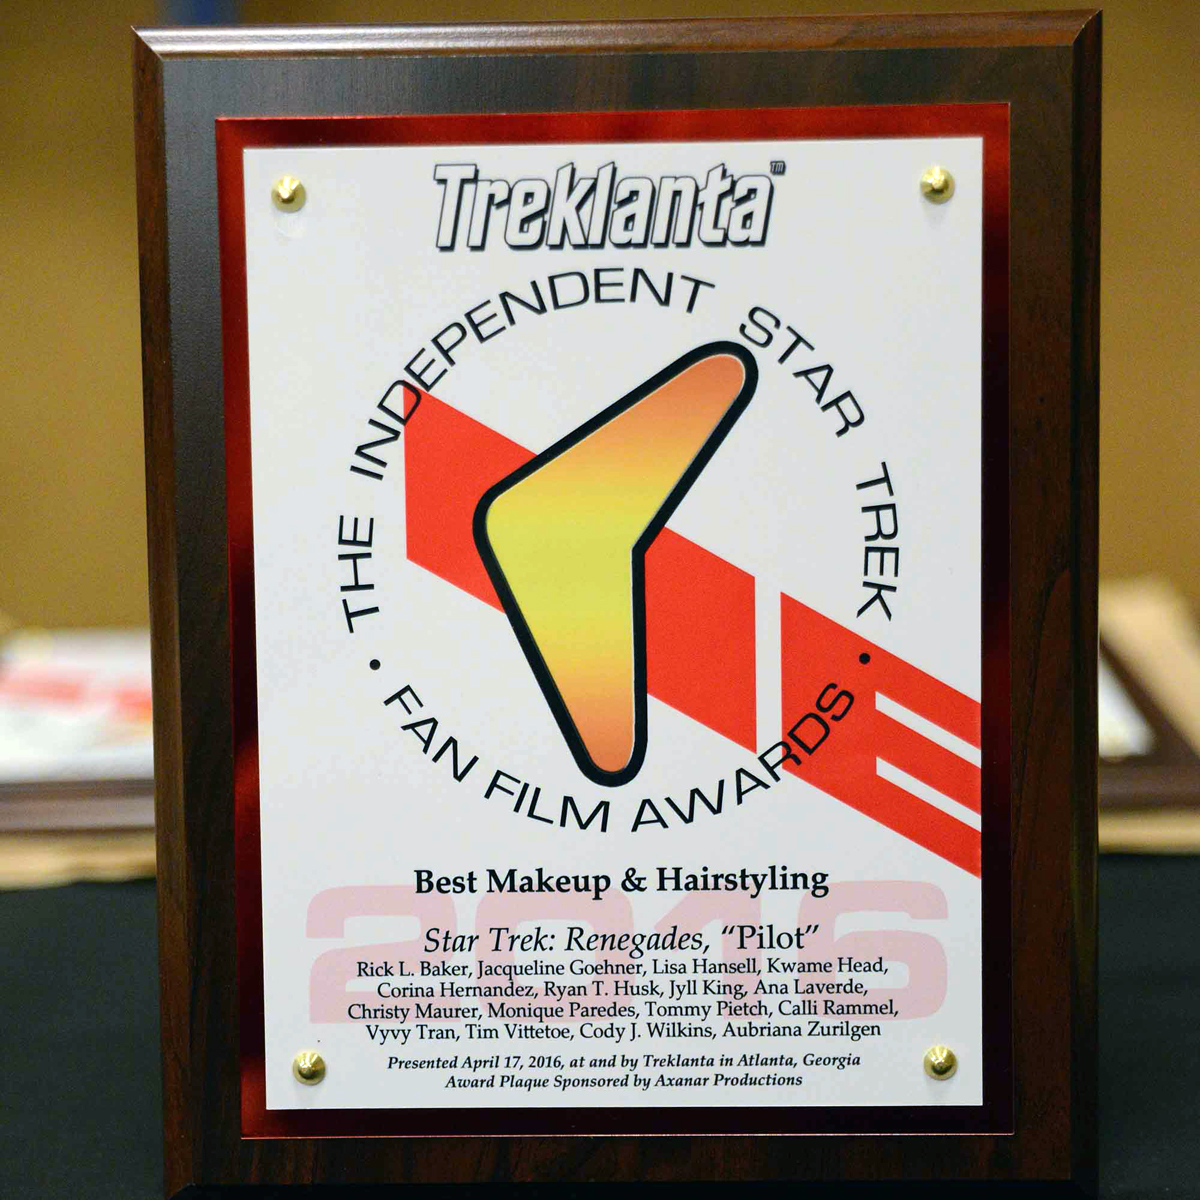 Treklanta™
THE INDEPENDENT STAR TREK
• FAN FILM AWARDS •
2016
Best Makeup & Hairstyling
Star Trek: Renegades, “Pilot”
Rick L. Baker, Jacqueline Goehner, Lisa Hansell, Kwame Head,
Corina Hernandez, Ryan T. Husk, Jyll King, Ana Laverde,
Christy Maurer, Monique Paredes, Tommy Pietch, Calli Rammel,
Vyvy Tran, Tim Vittetoe, Cody J. Wilkins, Aubriana Zurilgen
Presented April 17, 2016, at and by Treklanta in Atlanta, Georgia
Award Plaque Sponsored by Axanar Productions